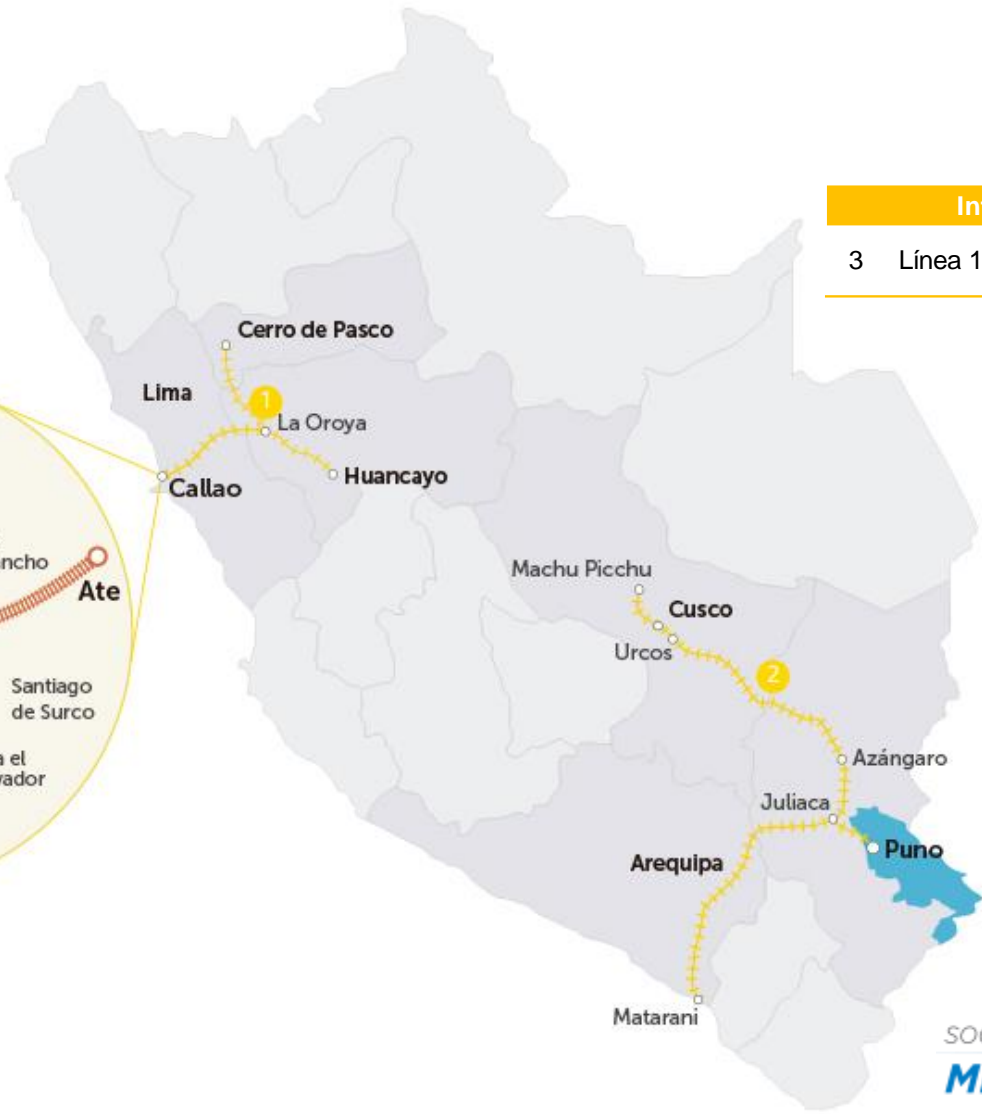 In
3 Línea 1
Cerro de Pasco
Lima
1
La Oroya
Huancayo
Callao
ncho
Ate
Machu Picchu
Cusco
Urcos
2
Santiago
de Surco
a el
vador
Azángaro
Juliaca
Puno
Arequipa
Matarani
SO
M